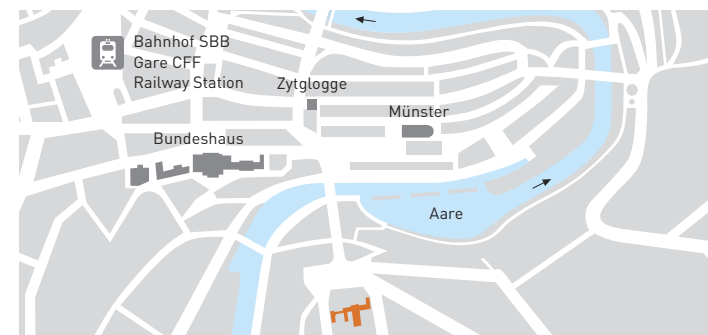 Bahnhof SBB
Gare CFF
Railway Station
Zytglogge
Münster
Bundeshaus
Aare